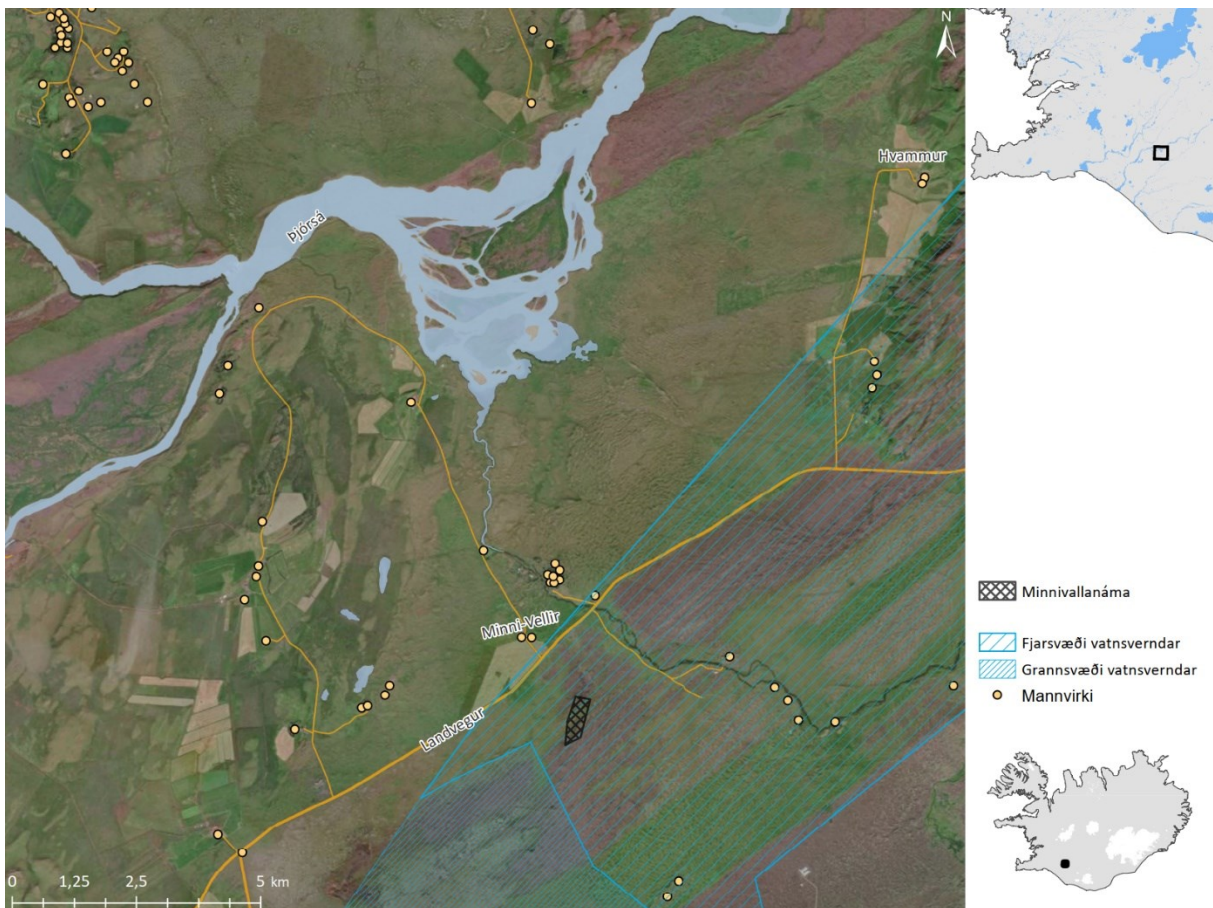 N
Hvammur
Þjórsá
Minni-Vellir
Landvegur
0 1,25 2,5 5 km
Minnivallanáma
Fjarsvæði vatnsverndar
Grannsvæði vatnsverndar
Mannvirki